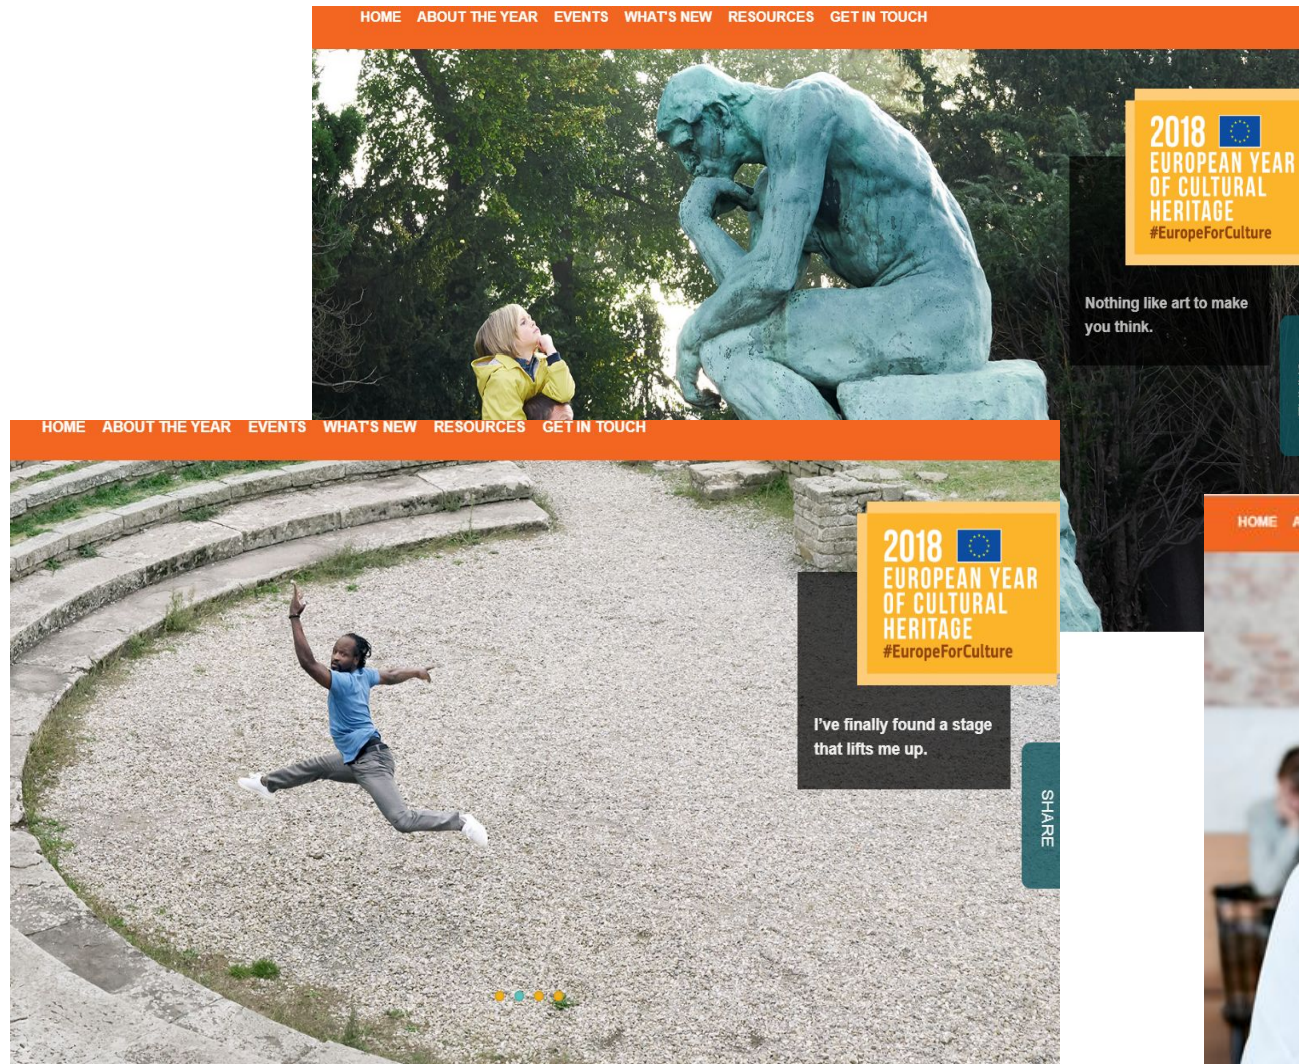 HOME ABOUT THE YEAR EVENTS WHAT'S NEW RESOURCES GET IN TOUCH
2018
EUROPEAN YEAR
OF CULTURAL
HERITAGE
#EuropeForCulture
Nothing like art to make
you think.
HOME ABOUT THE YEAR EVENTS WHAT'S NEW RESOURCES GET IN TOUCH
2018
EUROPEAN YEAR
OF CULTURAL
HERITAGE
#EuropeForCulture
I've finally found a stage
that lifts me up.
SHARE
HOME